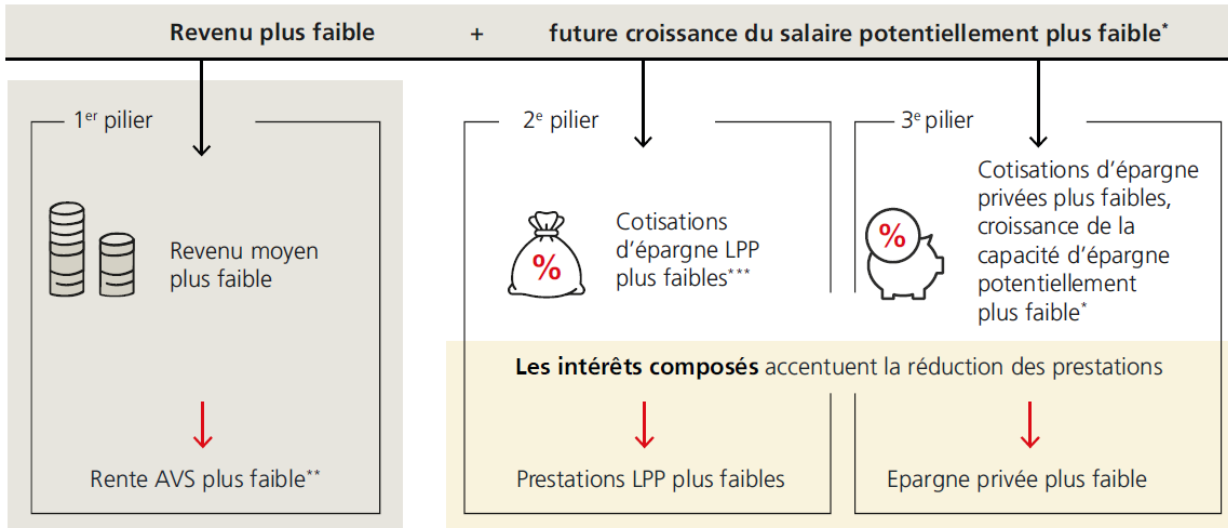 Revenu plus faible + future croissance du salaire potentiellement plus faible*
1er pilier
Revenu moyen
plus faible
Rente AVS plus faible**
2e pilier
%
Cotisations
d'épargne LPP
plus faibles***
3e pilier
%
Cotisations d'épargne
privées plus faibles,
croissance de la
capacité d'épargne
potentiellement
plus faible*
Les intérêts composés accentuent la réduction des prestations
Prestations LPP plus faibles
Epargne privée plus faible